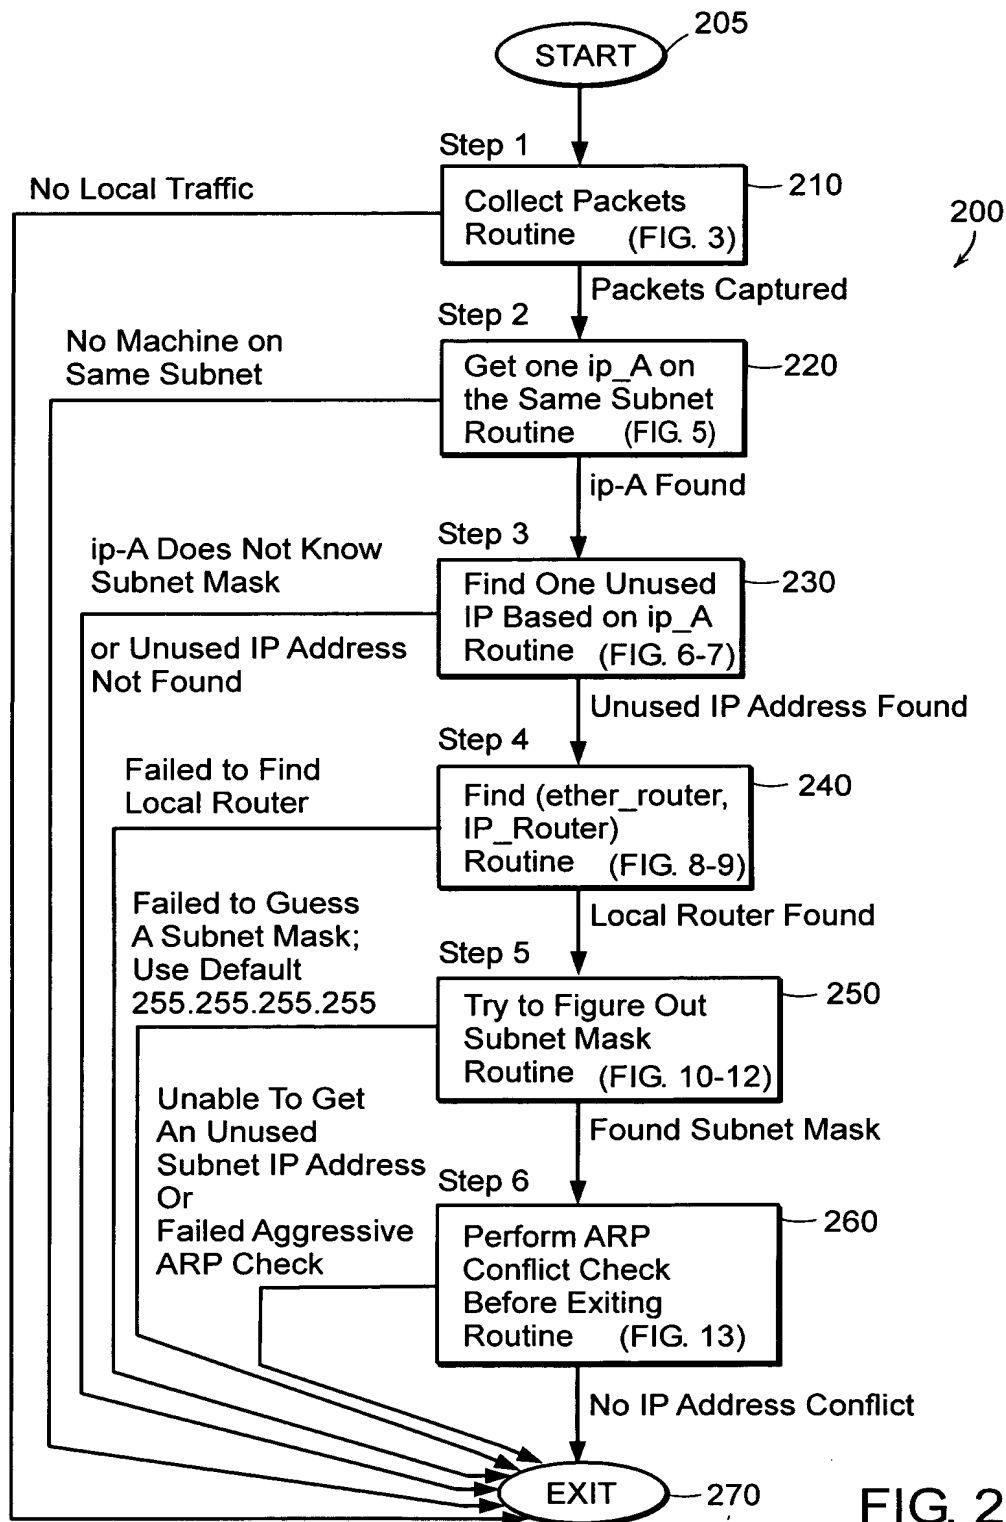 205
START
Step 1
No Local Traffic
210
Collect Packets
Routine (FIG. 3)
200
Packets Captured
Step 2
No Machine on
Same Subnet
220
Get one ip_A on
the Same Subnet
Routine (FIG. 5)
ip-A Found
Step 3
ip-A Does Not Know
Subnet Mask
or Unused IP Address
Not Found
230
Find One Unused
IP Based on ip_A
Routine (FIG. 6-7)
Unused IP Address Found
Step 4
Failed to Find
Local Router
240
Find (ether_router,
IP_Router)
Routine (FIG. 8-9)
Local Router Found
Step 5
Failed to Guess
A Subnet Mask;
Use Default
255.255.255.255
250
Try to Figure Out
Subnet Mask
Routine (FIG. 10-12)
Found Subnet Mask
Step 6
Unable To Get
An Unused
Subnet IP Address
Or
Failed Aggressive
ARP Check
260
Perform ARP
Conflict Check
Before Exiting
Routine (FIG. 13)
No IP Address Conflict
EXIT
270
FIG. 2